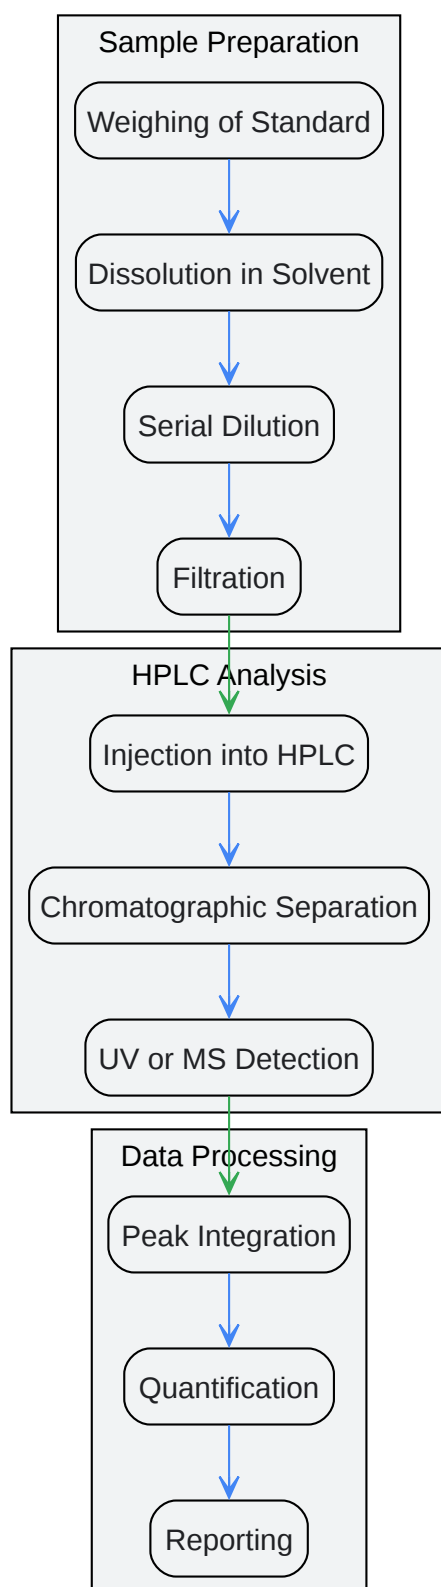 Sample Preparation
Weighing of Standard
Dissolution in Solvent
Serial Dilution
Filtration
HPLC Analysis
Injection into HPLC
Chromatographic Separation
UV or MS Detection
Data Processing
Peak Integration
Quantification
Reporting